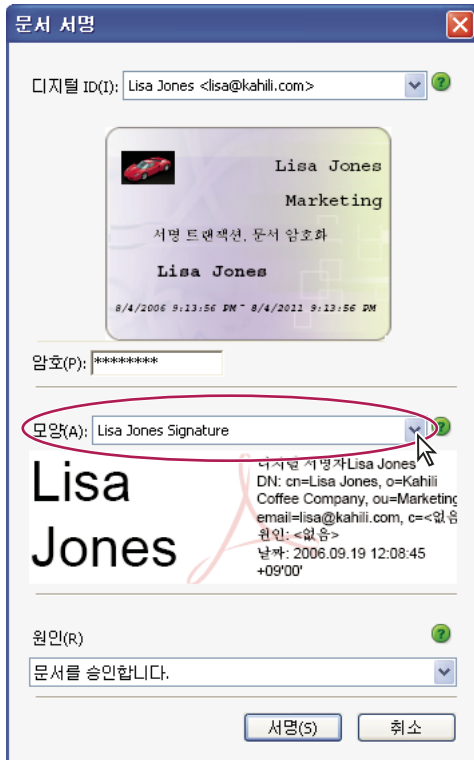 문서 서명
디지털 ID(I): Lisa Jones <lisa@kahili.com>
Lisa Jones
Marketing
서명 트랜잭션, 문서 암호화
Lisa Jones
8/4/2006 9:13:56 PM ~ 8/4/2011 9:13:56 PM
암호(P): ********
모양(A): Lisa Jones Signature
Lisa
Jones
디지털 서명자Lisa Jones
DN: cn=Lisa Jones, o=Kahili
Coffee Company, ou=Marketing
email=lisa@kahili.com, c=<없음
원인: <없음>
날짜: 2006.09.19 12:08:45
+09'00'
원인(R)
문서를 승인합니다.
서명(S) 취소